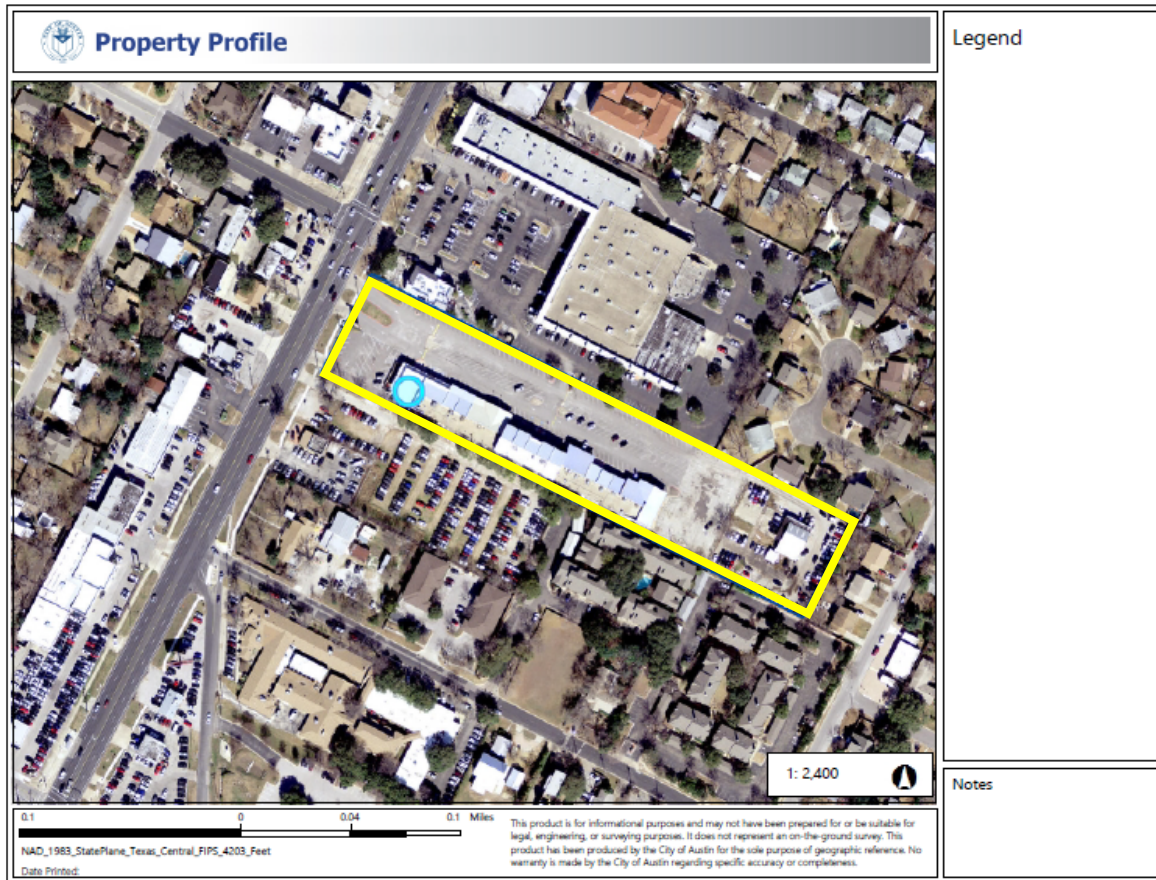 Property Profile
Legend
1: 2,400
Notes
0.1 0 0.04 0.1 Miles
NAD_1983_StatePlane_Texas_Central_FIPS_4203_Feet
Date Printed:
This product is for informational purposes and may not have been prepared for or be suitable for
legal, engineering, or surveying purposes. It does not represent an on-the-ground survey. This
product has been produced by the City of Austin for the sole purpose of geographic reference. No
warranty is made by the City of Austin regarding specific accuracy or completeness.